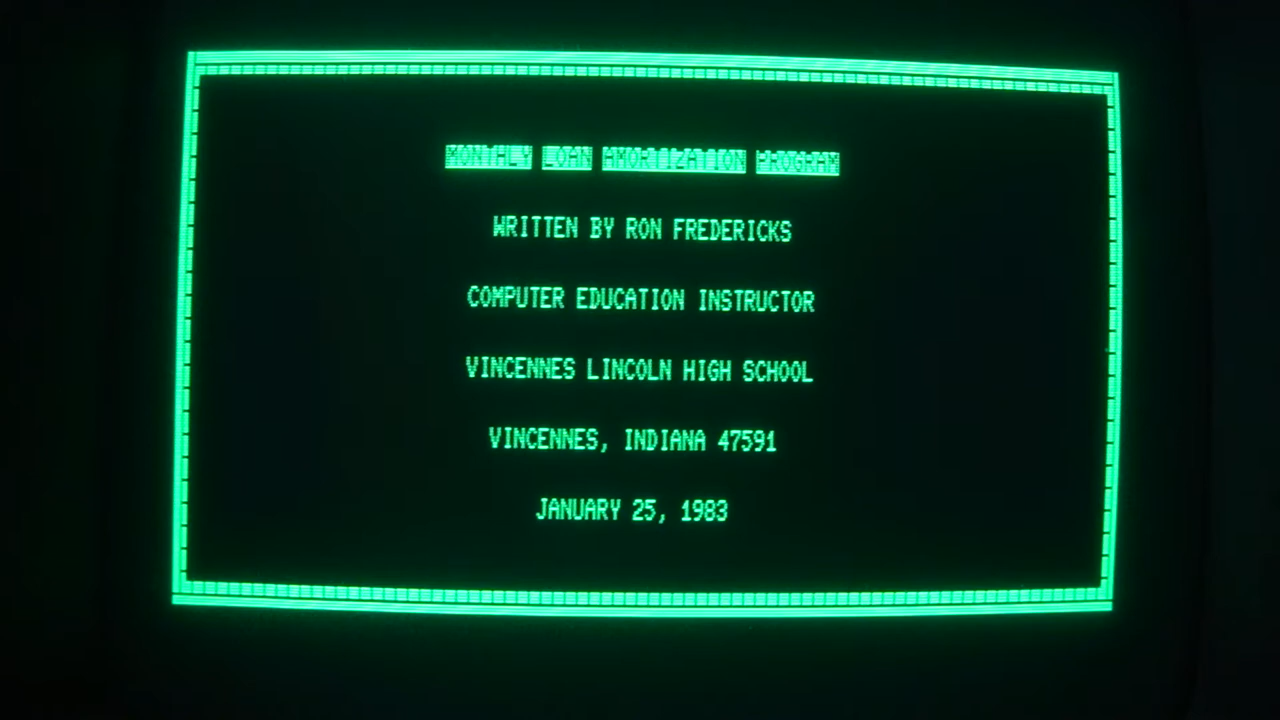 MONTHLY LOAN AMORTIZATION PROGRAM
WRITTEN BY RON FREDERICKS
COMPUTER EDUCATION INSTRUCTOR
VINCENNES LINCOLN HIGH SCHOOL
VINCENNES, INDIANA 47591
JANUARY 25, 1983